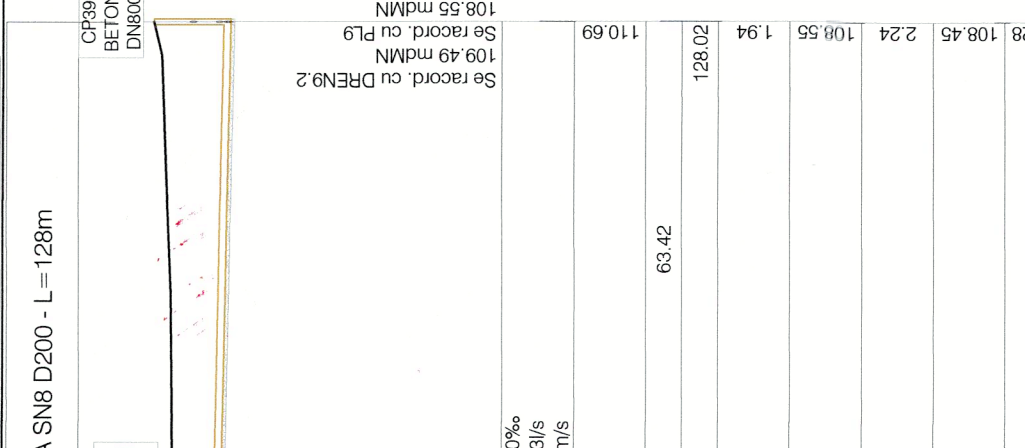 CP39
BETON
DN800
SN8 D200 - L=128m
Se racord. cu DREN9.2
109.49 mdMN
Se racord. cu PL9
108.55 mdMN
110.69
63.42
128.02
1.94
108.55
2.24
108.45